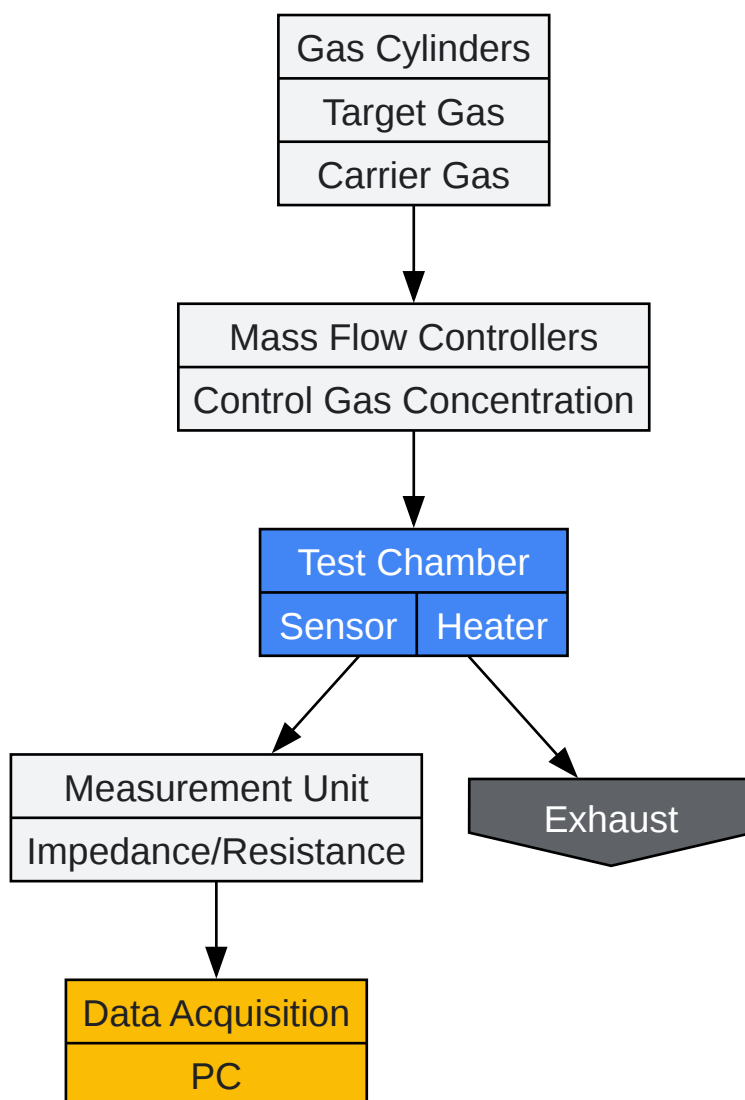 Gas Cylinders
Target Gas
Carrier Gas
Mass Flow Controllers
Control Gas Concentration
Test Chamber
Sensor
Heater
Measurement Unit
Impedance/Resistance
Exhaust
Data Acquisition
PC